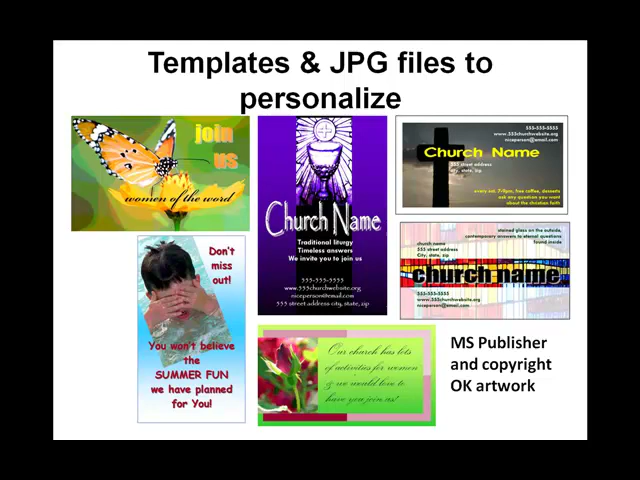 Templates & JPG files to
personalize
join
us
women of the word
Church Name
Traditional liturgy
Timeless answers
We invite you to join us
555-555-5555
www.555churchwebsite.org
niceperson@email.com
555 street address city, state, zip
555-555-5555
www.555churchwebsite.org
niceperson@email.com
Church Name
555 street address
city, state, zip
every sat. 7-9pm, free coffee, desserts
ask any question you want
about the christian faith
stained glass on the outside,
contemporary answers to eternal questions
found inside
church name
555 street address
City, state, zip
church name
555-555-5555
www.555churchwebsite.org
niceperson@email.com
Don't
miss
out!
You won't believe
the
SUMMER FUN
we have planned
for You!
Our church has lots
of activities for women
& we would love to
have you join us!
MS Publisher
and copyright
OK artwork